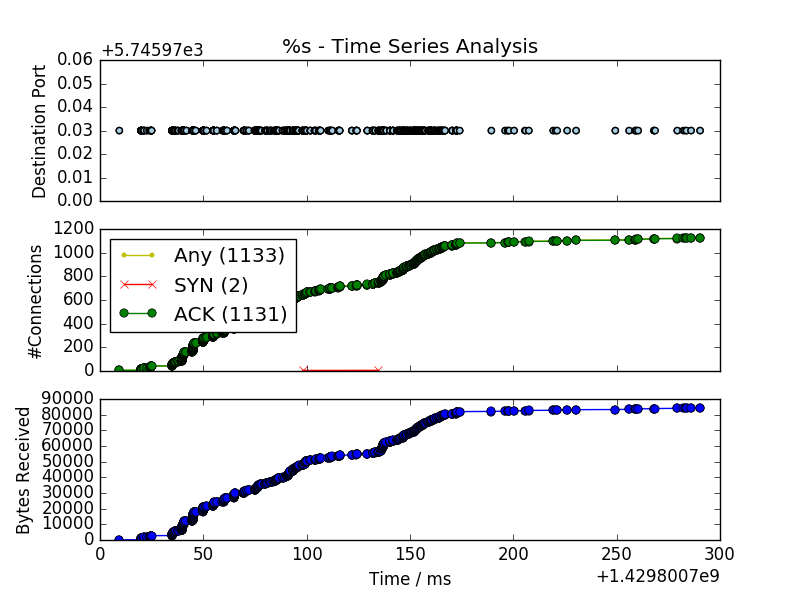 +5.74597e3
%s - Time Series Analysis
0.06
0.05
0.04
0.03
0.02
0.01
0.00
Destination Port
1200
1000
800
600
400
200
0
#Connections
Any (1133)
SYN (2)
ACK (1131)
90000
80000
70000
60000
50000
40000
30000
20000
10000
0
Bytes Received
0 50 100 150 200 250 300
Time / ms
+1.4298007e9